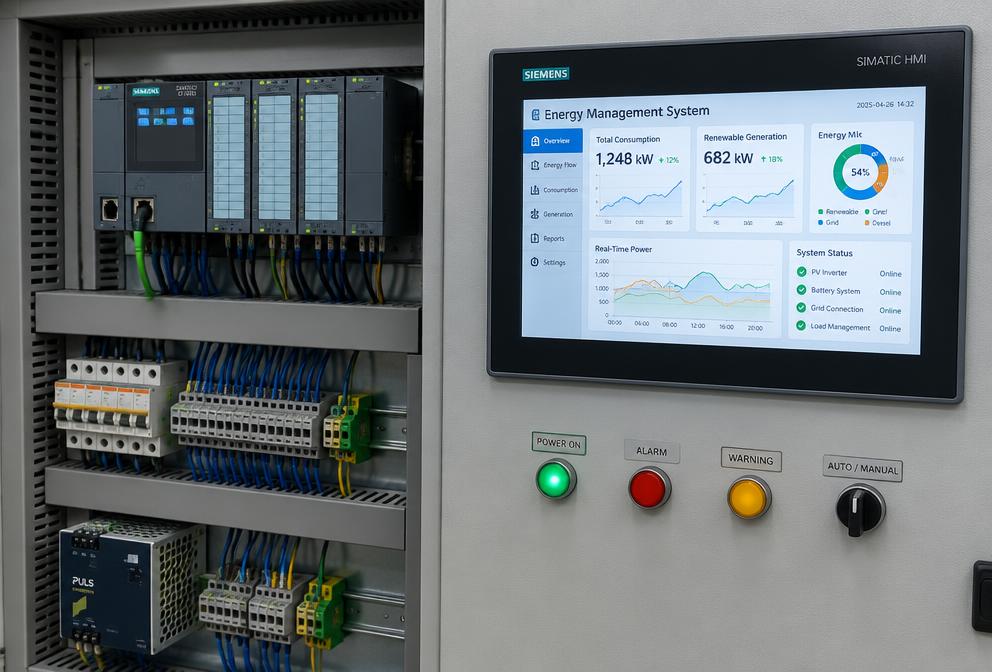 SIEMENS
SIEMENS
SIMATIC HMI
Energy Management System
2025-04-26 14:32
Overview
Energy Flow
Consumption
Generation
Reports
Settings
Total Consumption
1,248 kW + 12%
Renewable Generation
682 kW + 18%
Energy Mic
54%
Renewable
Grid
Real-Time Power
2,000
1,500
1,000
500
0
00:00 04:00 08:00 12:00 16:00 20:00
System Status
PV Inverter Online
Battery System Online
Grid Connection Online
Load Management Online
POWER ON
ALARM
WARNING
AUTO / MANUAL
PULS